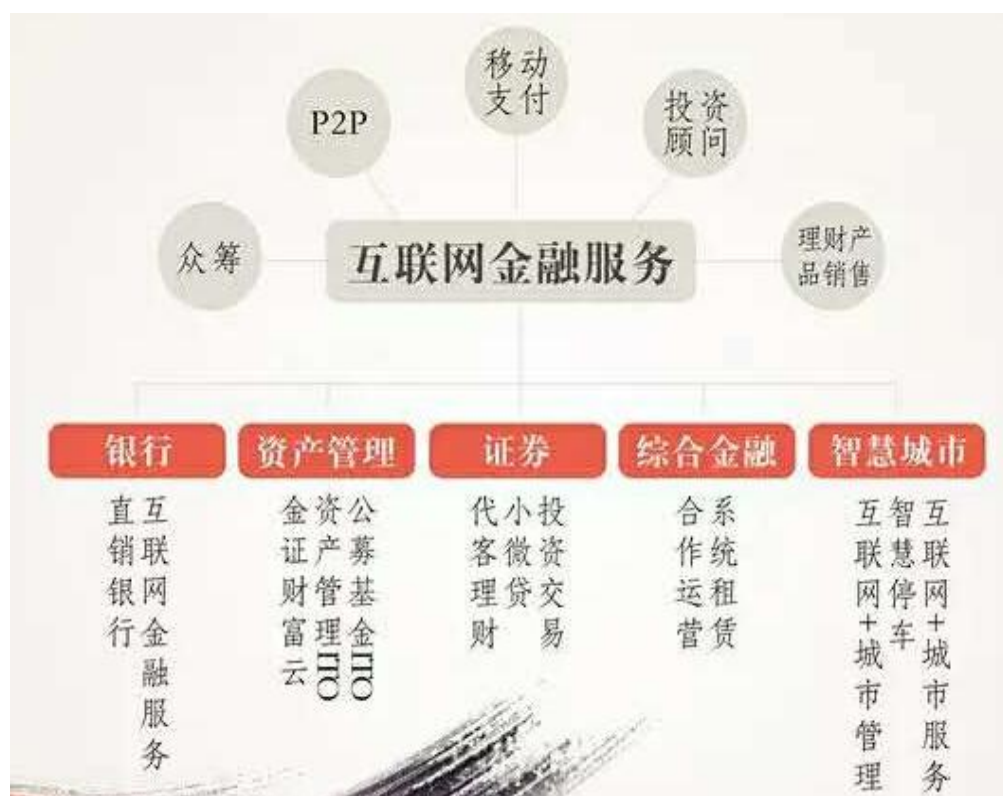 移动
支付
P2P
投资
顾问
众筹
互联网金融服务
理财产
品销售
银行
资产管理
证券
综合金融
智慧城市
互联网金融服务
直销银行
公募基金ITO
资产管理ITO
金证财富云
投资交易
小微贷
代客理财
系统租赁
合作运营
互联网+城市服务
智慧停车
互联网+城市管理